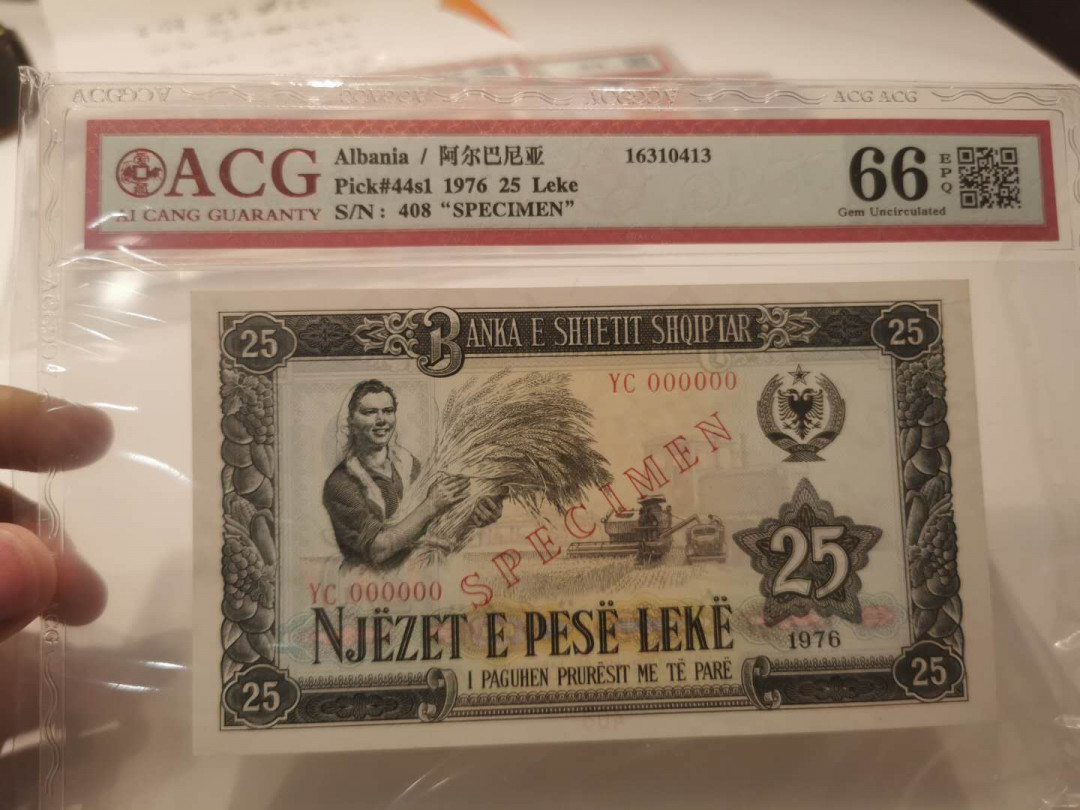 ACG ACG
ACG
AI CANG GUARANTY
Albania / 阿尔巴尼亚
Pick#44s1 1976 25 Leke
S/N: 408 “SPECIMEN”
16310413
66
EPQ
Gem Uncirculated
25
BANKA E SHTETIT SHQIPTAR
25
YC 000000
SPECIMEN
25
YC 000000
NJËZET E PESË LEKË
1976
I PAGUHEN PRURËSIT ME TË PARË
25
25